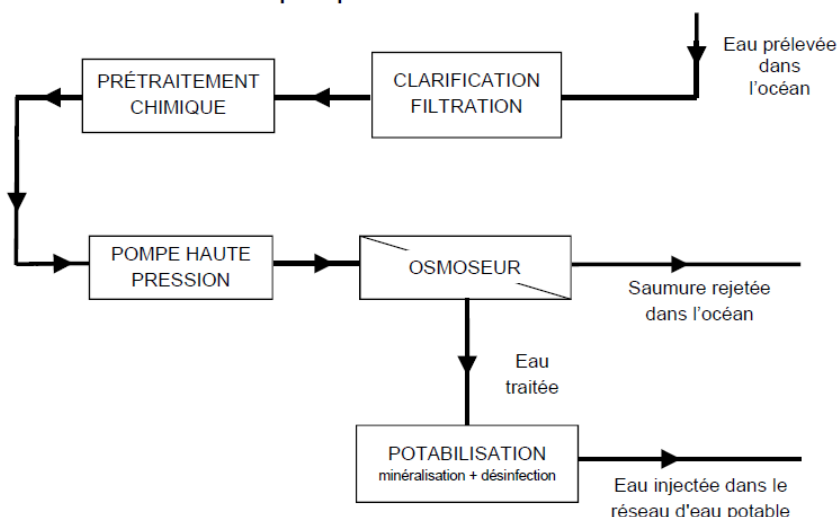 Eau prélevée
dans
l'océan
CLARIFICATION
FILTRATION
PRÉTRAITEMENT
CHIMIQUE
POMPE HAUTE
PRESSION
OSMOSEUR
Saumure rejetée
dans l'océan
Eau
traitée
POTABILISATION
minéralisation + désinfection
Eau injectée dans le
réseau d'eau potable